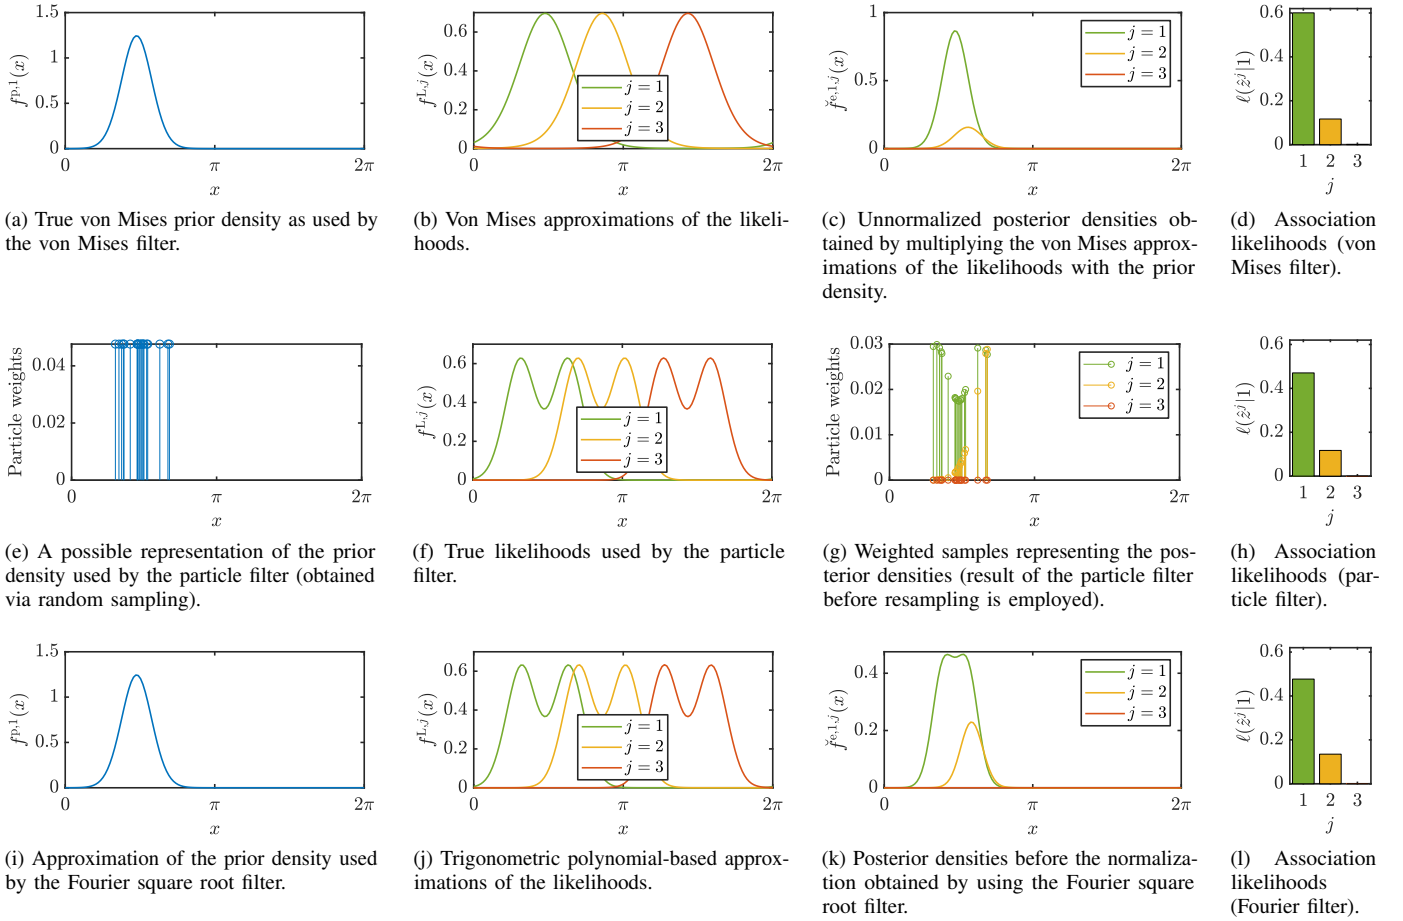 1.5
1
0.5
0
f^{p,1}(x)
0 π 2π
x
(a) True von Mises prior density as used by
the von Mises filter.
0.6
0.4
0.2
0
f^{L,j}(x)
j = 1
j = 2
j = 3
0 π 2π
x
(b) Von Mises approximations of the likeli-
hoods.
1
0.5
0
f̆^{e,1,j}(x)
j = 1
j = 2
j = 3
0 π 2π
x
(c) Unnormalized posterior densities ob-
tained by multiplying the von Mises approx-
imations of the likelihoods with the prior
density.
0.6
0.4
0.2
0
ℓ(ẑ^j|1)
1 2 3
j
(d) Association
likelihoods (von
Mises filter).
0.04
0.02
0
Particle weights
0 π 2π
x
(e) A possible representation of the prior
density used by the particle filter (obtained
via random sampling).
0.6
0.4
0.2
0
f^{L,j}(x)
j = 1
j = 2
j = 3
0 π 2π
x
(f) True likelihoods used by the particle
filter.
0.03
0.02
0.01
0
Particle weights
j = 1
j = 2
j = 3
0 π 2π
x
(g) Weighted samples representing the pos-
terior densities (result of the particle filter
before resampling is employed).
0.6
0.4
0.2
0
ℓ(ẑ^j|1)
1 2 3
j
(h) Association
likelihoods (par-
ticle filter).
1.5
1
0.5
0
f^{p,1}(x)
0 π 2π
x
(i) Approximation of the prior density used
by the Fourier square root filter.
0.6
0.4
0.2
0
f^{L,j}(x)
j = 1
j = 2
j = 3
0 π 2π
x
(j) Trigonometric polynomial-based approx-
imations of the likelihoods.
0.4
0.2
0
f̆^{e,1,j}(x)
j = 1
j = 2
j = 3
0 π 2π
x
(k) Posterior densities before the normaliza-
tion obtained by using the Fourier square
root filter.
0.6
0.4
0.2
0
ℓ(ẑ^j|1)
1 2 3
j
(l) Association
likelihoods
(Fourier filter).